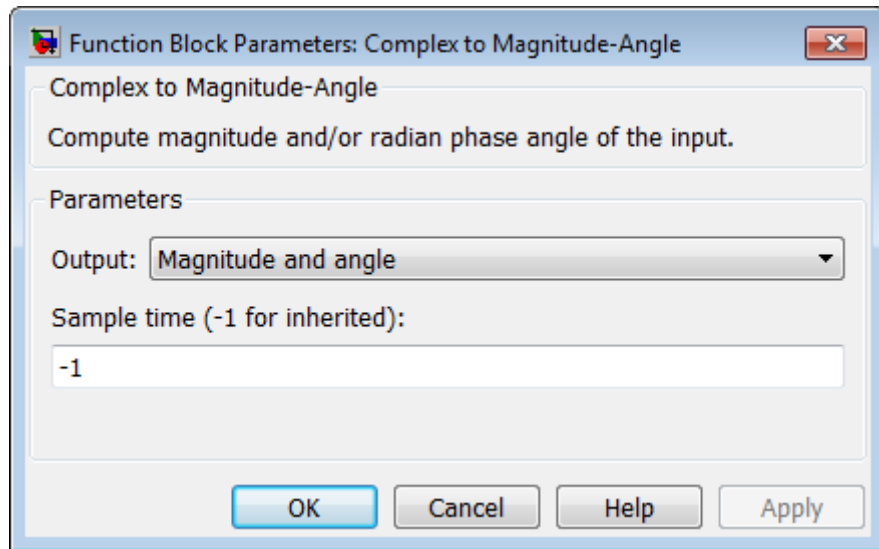 Function Block Parameters: Complex to Magnitude-Angle
Complex to Magnitude-Angle
Compute magnitude and/or radian phase angle of the input.
Parameters
Output: Magnitude and angle
Sample time (-1 for inherited):
-1
OK Cancel Help Apply